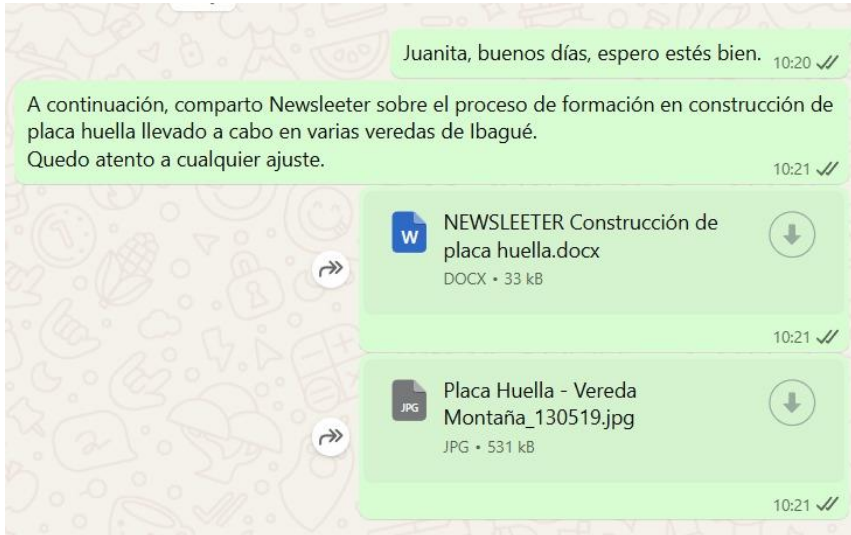 Juanita, buenos días, espero estés bien.
10:20
A continuación, comparto Newsleeter sobre el proceso de formación en construcción de
placa huella llevado a cabo en varias veredas de Ibagué.
Quedo atento a cualquier ajuste.
10:21
W
NEWSLEETER Construcción de
placa huella.docx
DOCX • 33 kB
10:21
JPG
Placa Huella - Vereda
Montaña_130519.jpg
JPG • 531 kB
10:21